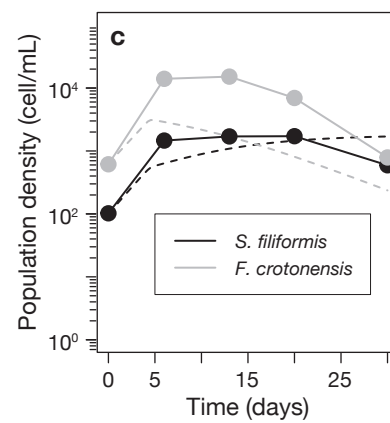 c
Population density (cell/mL)
10⁴
10²
10⁰
S. filiformis
F. crotonensis
0 5 15 25
Time (days)